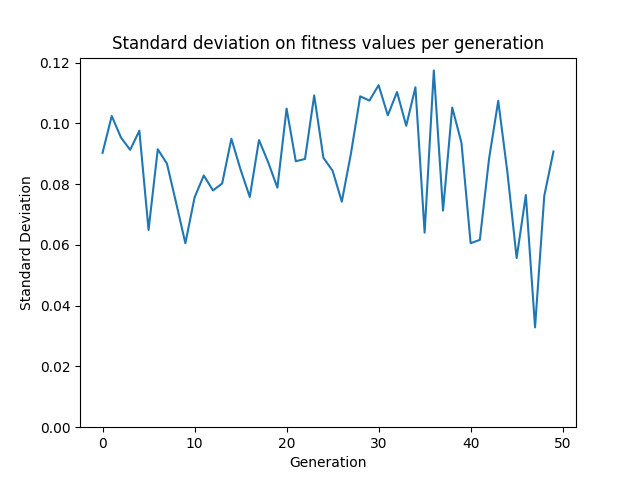 Standard deviation on fitness values per generation
0.12
0.10
0.08
0.06
0.04
0.02
0.00
Standard Deviation
0 10 20 30 40 50
Generation